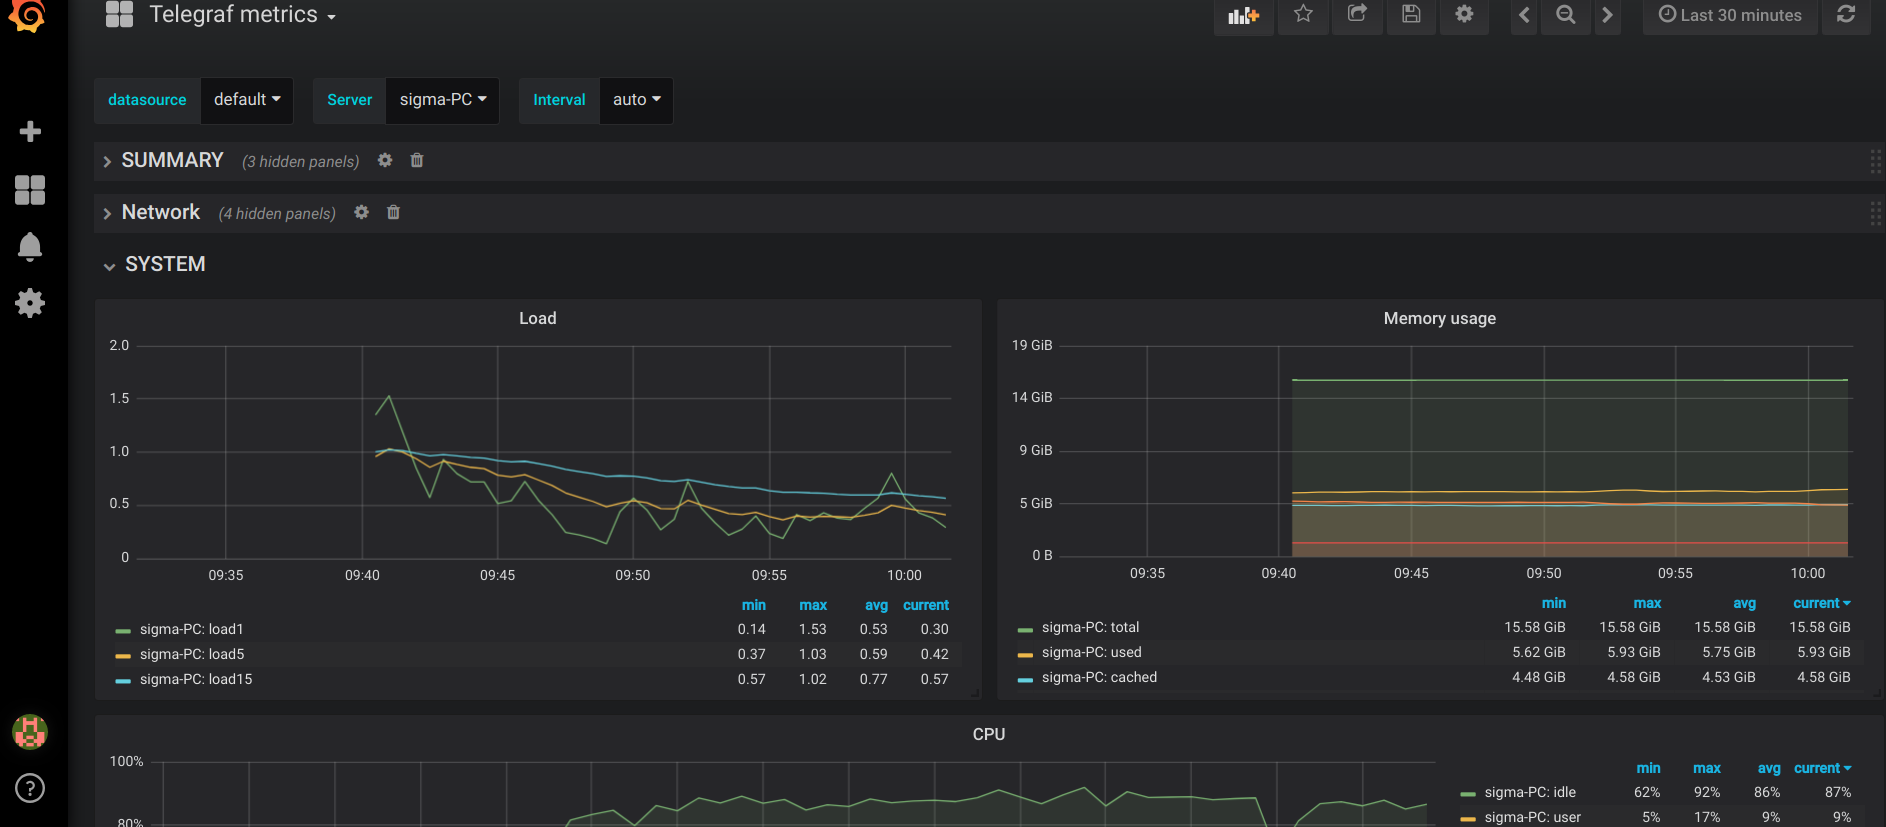 Telegraf metrics
Last 30 minutes
datasource default Server sigma-PC Interval auto
SUMMARY (3 hidden panels)
Network (4 hidden panels)
SYSTEM
Load
2.0
1.5
1.0
0.5
0
09:35 09:40 09:45 09:50 09:55 10:00
min max avg current
sigma-PC: load1 0.14 1.53 0.53 0.30
sigma-PC: load5 0.37 1.03 0.59 0.42
sigma-PC: load15 0.57 1.02 0.77 0.57
Memory usage
19 GiB
14 GiB
9 GiB
5 GiB
0 B
09:35 09:40 09:45 09:50 09:55 10:00
min max avg current
sigma-PC: total 15.58 GiB 15.58 GiB 15.58 GiB 15.58 GiB
sigma-PC: used 5.62 GiB 5.93 GiB 5.75 GiB 5.93 GiB
sigma-PC: cached 4.48 GiB 4.58 GiB 4.53 GiB 4.58 GiB
CPU
100%
80%
min max avg current
sigma-PC: idle 62% 92% 86% 87%
sigma-PC: user 5% 17% 9% 9%